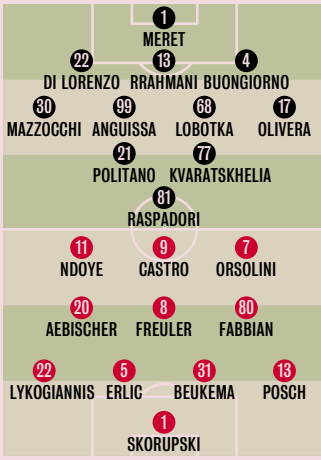 1
MERET
22 13 4
DI LORENZO RRAHMANI BUONGIORNO
30 99 68 17
MAZZOCCHI ANGUISSA LOBOTKA OLIVERA
21 77
POLITANO KVARATSKHELIA
81
RASPADORI
11 9 7
NDOYE CASTRO ORSOLINI
20 8 80
AEBISCHER FREULER FABBIAN
22 5 31 13
LYKOGIANNIS ERLIC BEUKEMA POSCH
1
SKORUPSKI